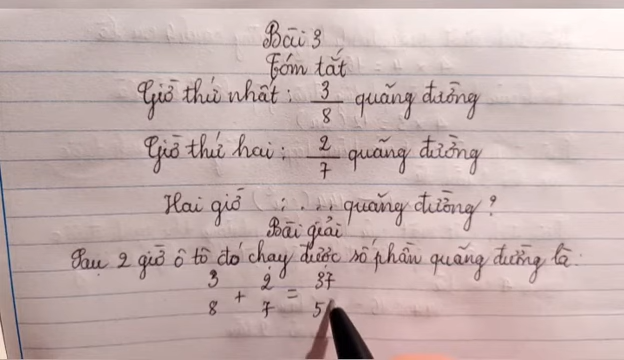 Bài 3
Tóm tắt
Giờ thứ nhất : 3/8 quãng đường
Giờ thứ hai : 2/7 quãng đường
Hai giờ : ... quãng đường ?
Bài giải
Sau 2 giờ ô tô đó chạy được số phần quãng đường là :
3/8 + 2/7 = 37/5